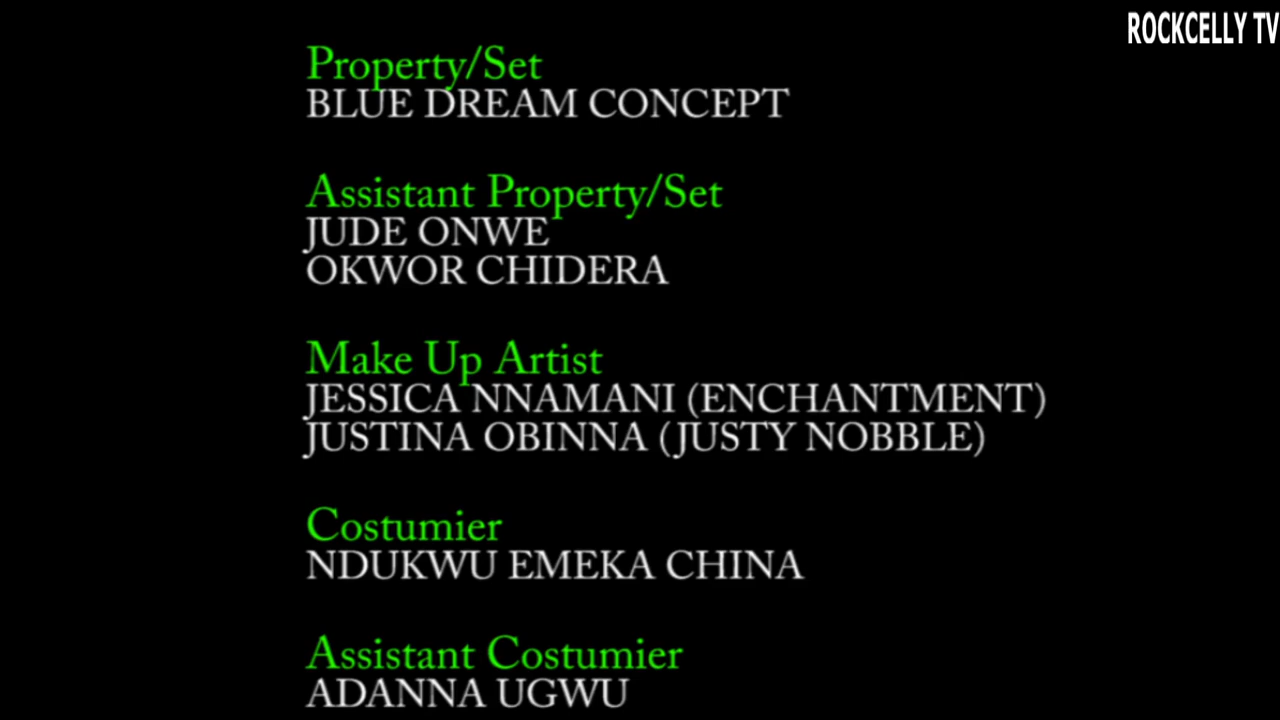 ROCKCELLY TV
Property/Set
BLUE DREAM CONCEPT
Assistant Property/Set
JUDE ONWE
OKWOR CHIDERA
Make Up Artist
JESSICA NNAMANI (ENCHANTMENT)
JUSTINA OBINNA (JUSTY NOBBLE)
Costumier
NDUKWU EMEKA CHINA
Assistant Costumier
ADANNA UGWU